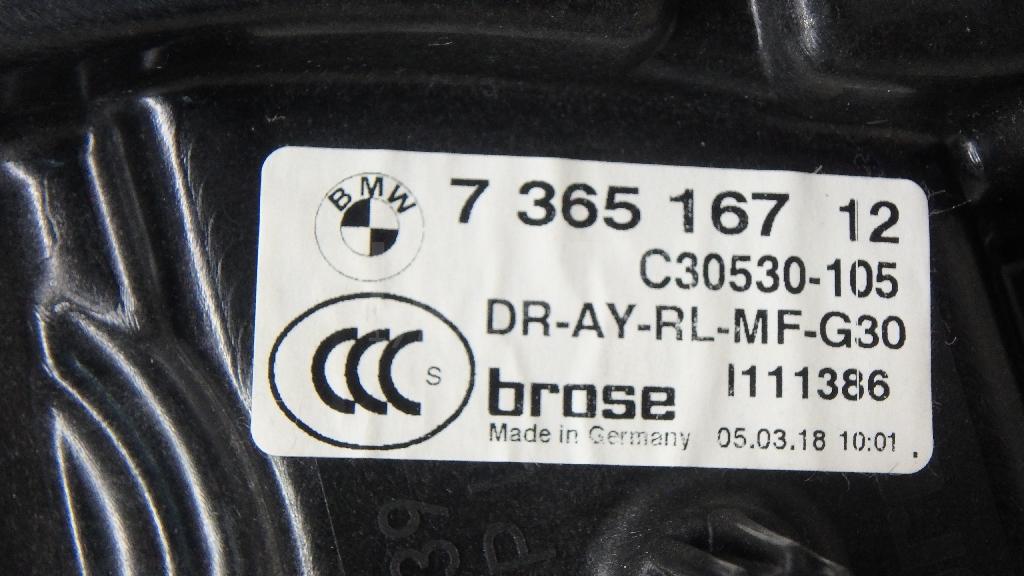 BMW
7 365 167 12
C30530-105
DR-AY-RL-MF-G30
CCC S
brose
I111386
Made in Germany
05.03.18 10:01
39
P